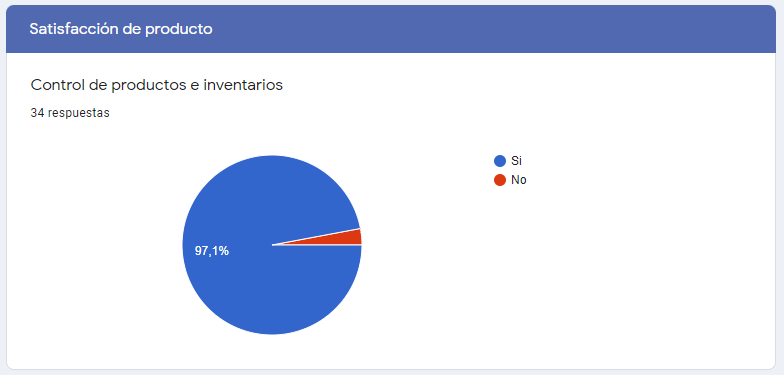 Satisfacción de producto
Control de productos e inventarios
34 respuestas
Si
No
97,1%